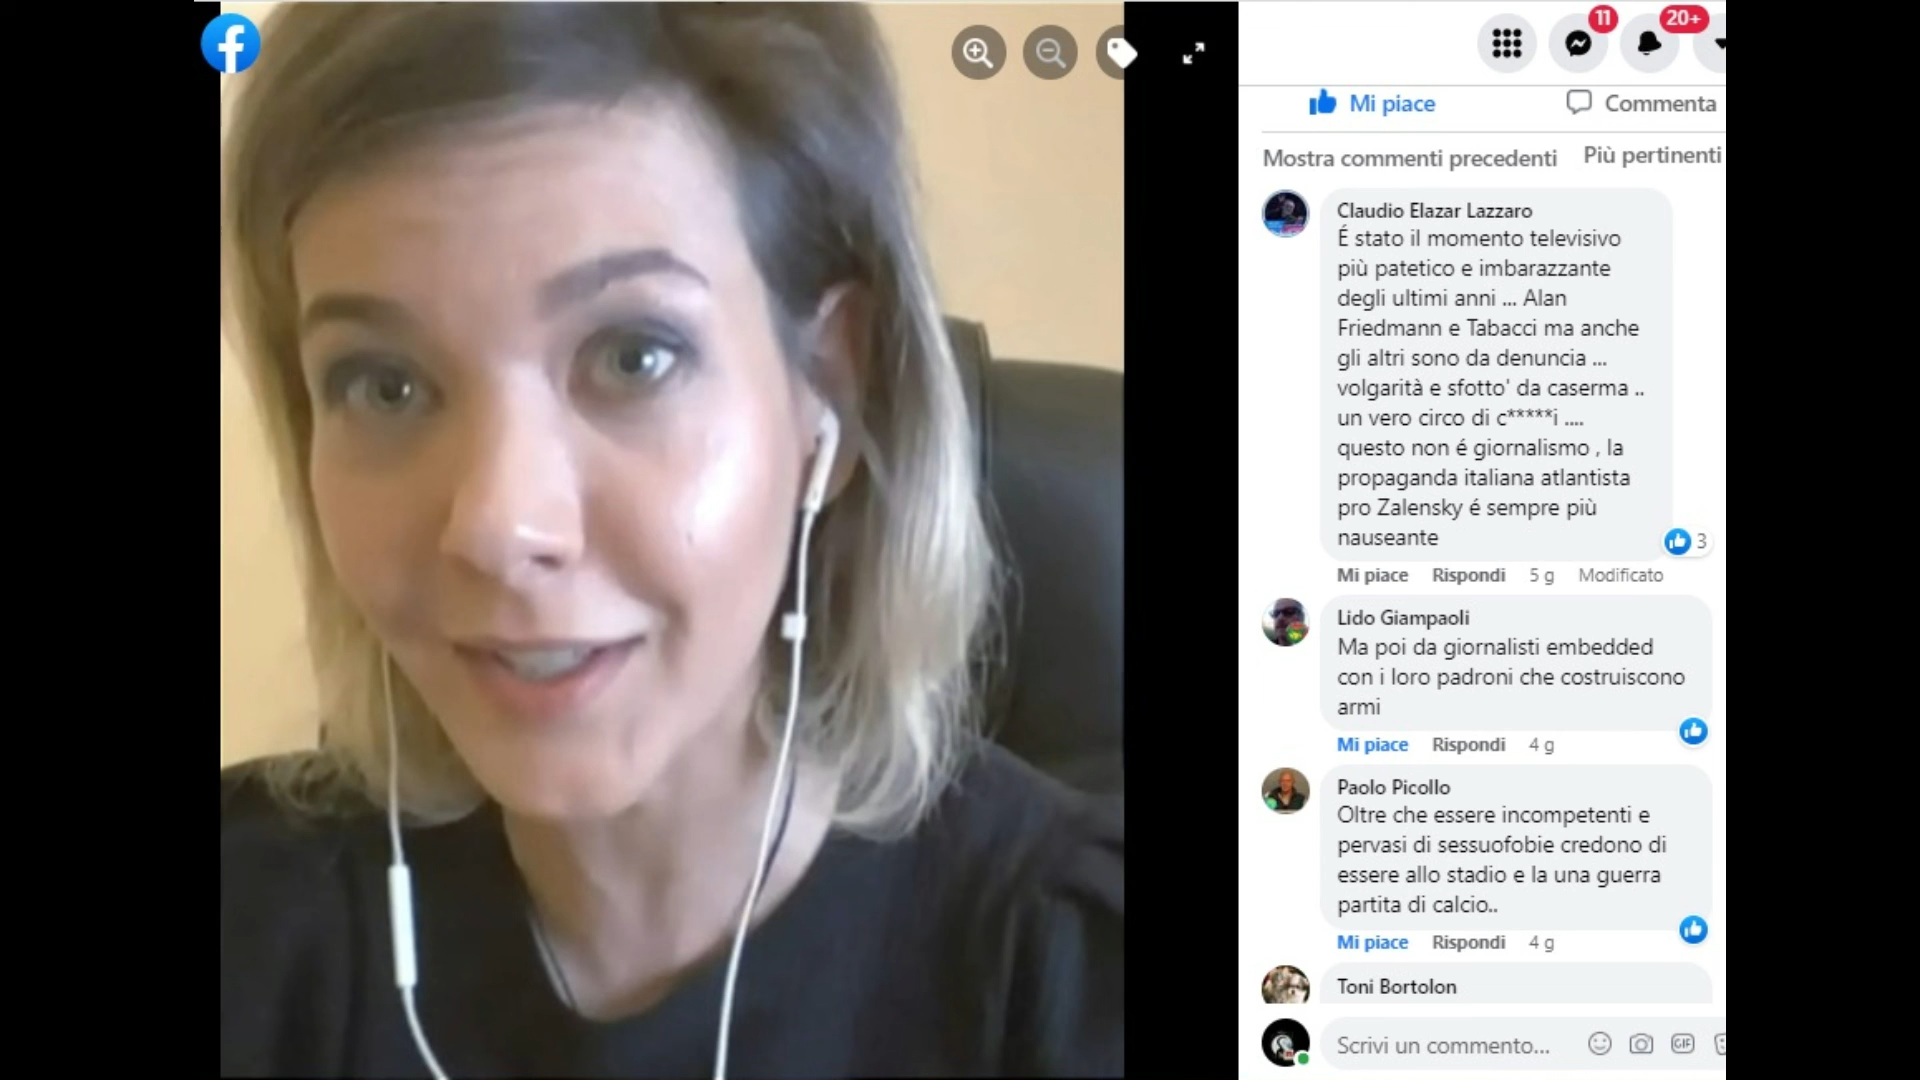 11
20+
Mi piace
Commenta
Mostra commenti precedenti
Più pertinenti
Claudio Elazar Lazzaro
É stato il momento televisivo
più patetico e imbarazzante
degli ultimi anni ... Alan
Friedmann e Tabacci ma anche
gli altri sono da denuncia ...
volgarità e sfotto' da caserma ..
un vero circo di c*****i ....
questo non é giornalismo , la
propaganda italiana atlantista
pro Zalensky é sempre più
nauseante
3
Mi piace Rispondi 5 g Modificato
Lido Giampaoli
Ma poi da giornalisti embedded
con i loro padroni che costruiscono
armi
Mi piace Rispondi 4 g
Paolo Picollo
Oltre che essere incompetenti e
pervasi di sessuofobie credono di
essere allo stadio e la una guerra
partita di calcio..
Mi piace Rispondi 4 g
Toni Bortolon
Scrivi un commento...
GIF